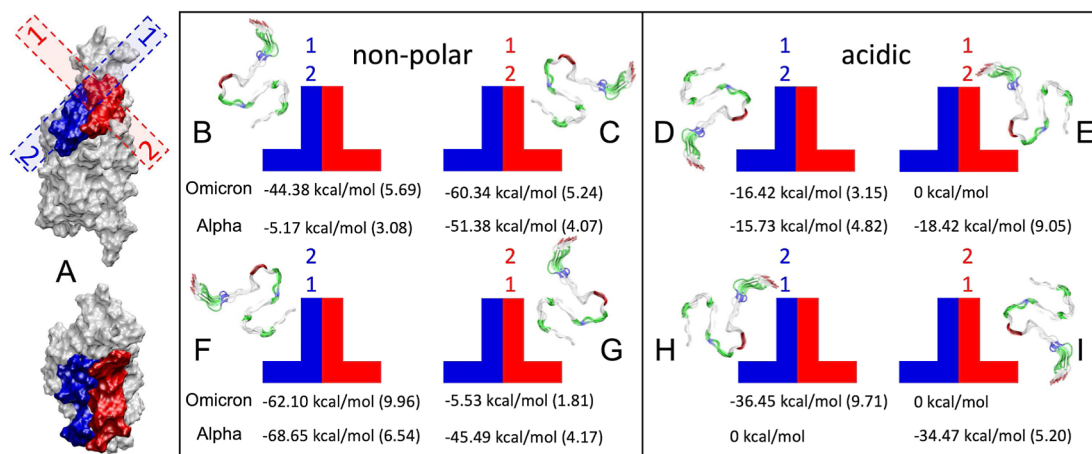 1 1
2 2
A
non-polar
1 1
2 2
B C
Omicron -44.38 kcal/mol (5.69) -60.34 kcal/mol (5.24)
Alpha -5.17 kcal/mol (3.08) -51.38 kcal/mol (4.07)
2 2
1 1
F G
Omicron -62.10 kcal/mol (9.96) -5.53 kcal/mol (1.81)
Alpha -68.65 kcal/mol (6.54) -45.49 kcal/mol (4.17)
acidic
1 1
2 2
D E
-16.42 kcal/mol (3.15) 0 kcal/mol
-15.73 kcal/mol (4.82) -18.42 kcal/mol (9.05)
2 2
1 1
H I
-36.45 kcal/mol (9.71) 0 kcal/mol
0 kcal/mol -34.47 kcal/mol (5.20)